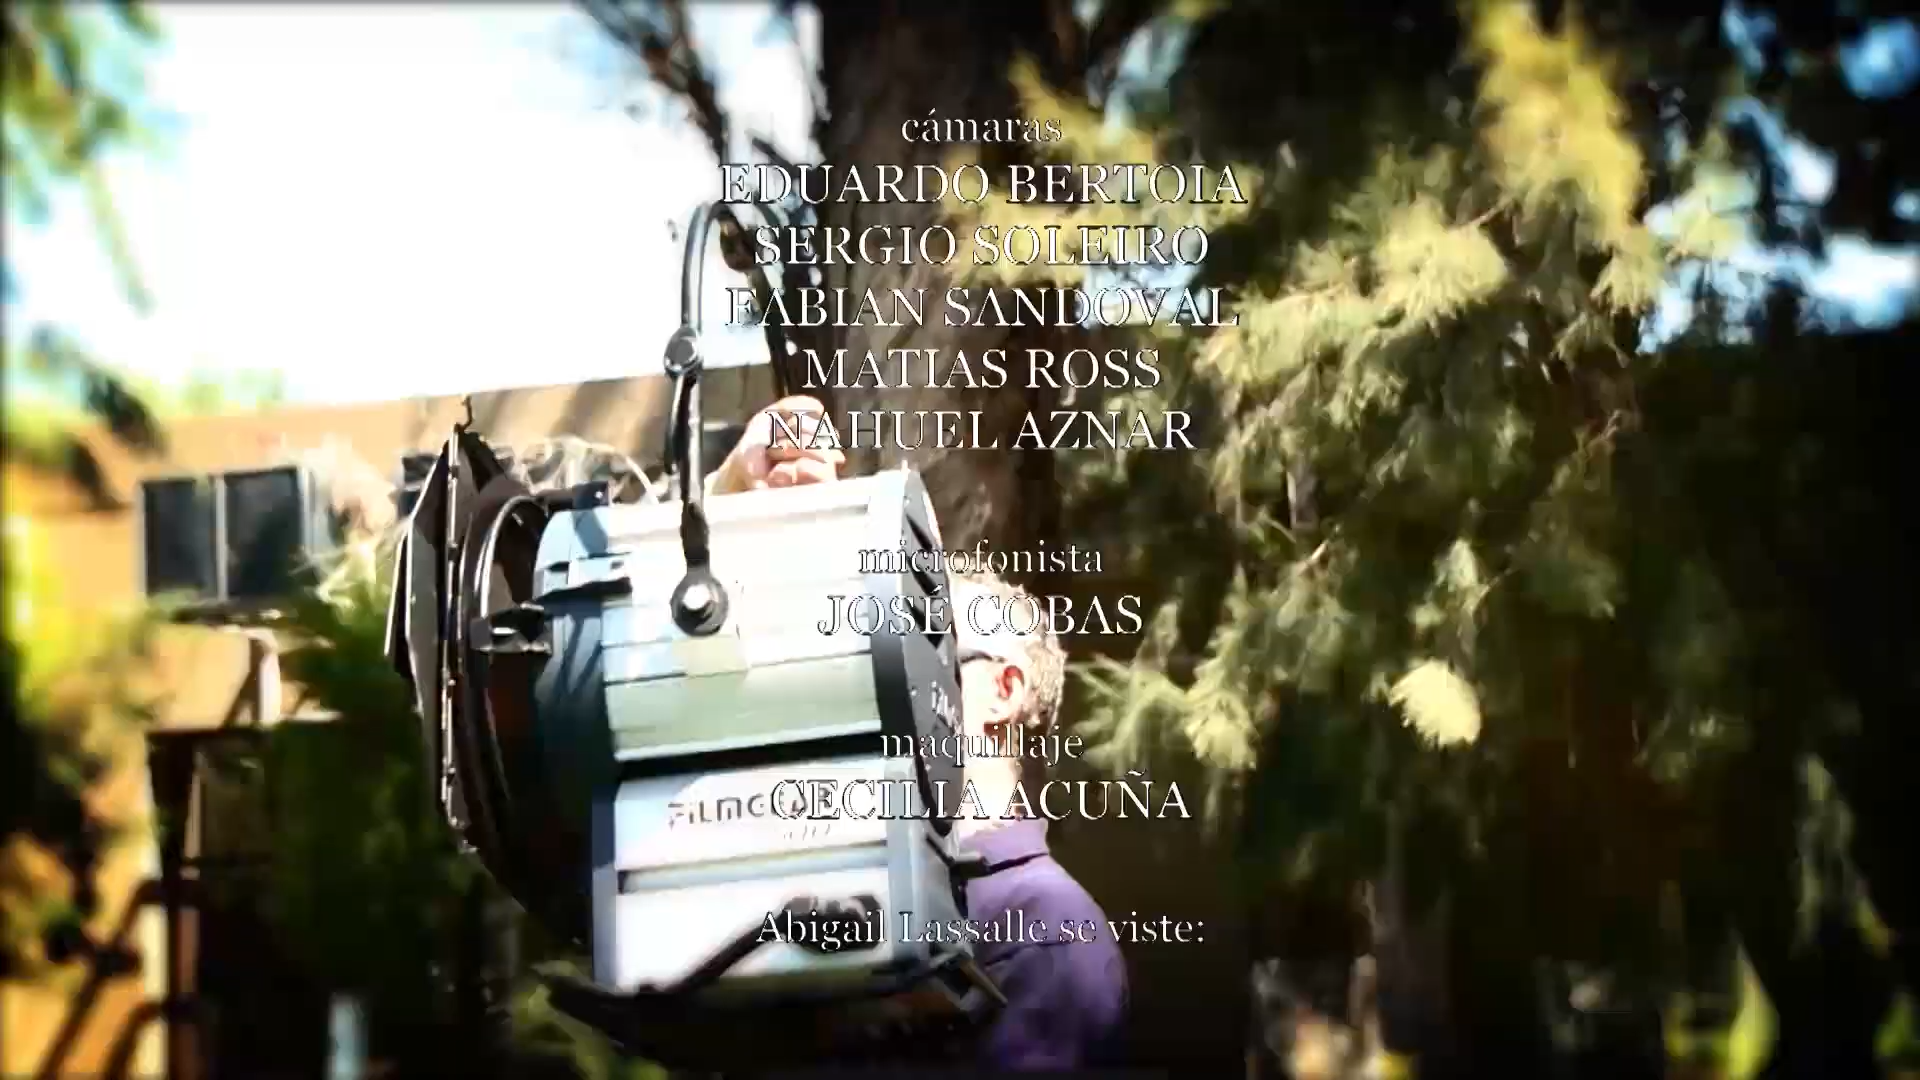 cámaras
EDUARDO BERTOIA
SERGIO SOLEIRO
FABIAN SANDOVAL
MATIAS ROSS
NAHUEL AZNAR
microfonista
JOSÉ COBAS
maquillaje
CECILIA ACUÑA
Abigail Lassalle se viste: